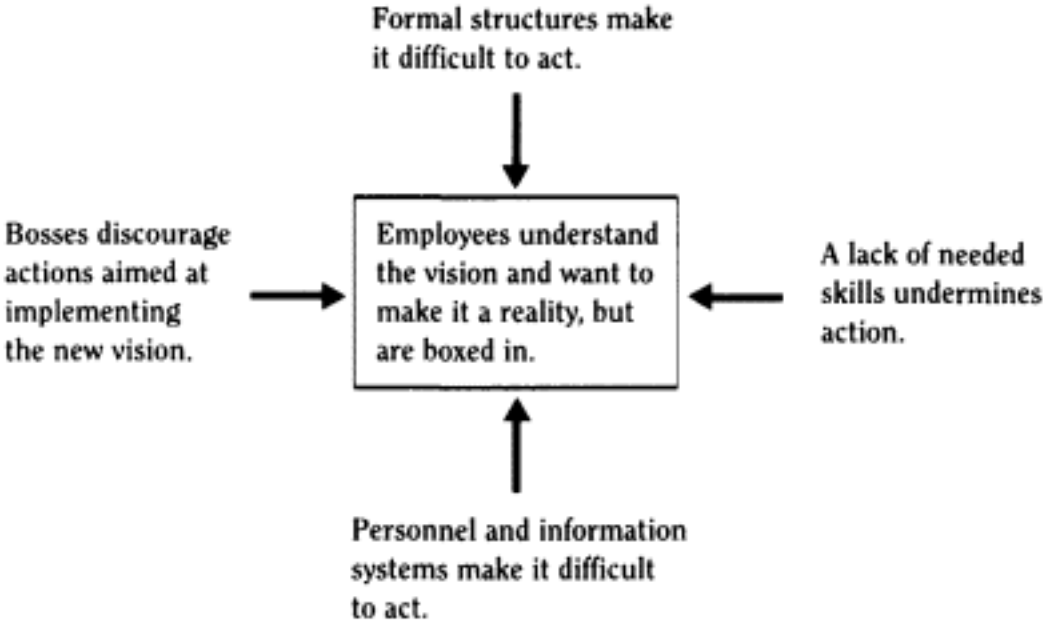 Formal structures make
it difficult to act.
Bosses discourage
actions aimed at
implementing
the new vision.
Employees understand
the vision and want to
make it a reality, but
are boxed in.
A lack of needed
skills undermines
action.
Personnel and information
systems make it difficult
to act.